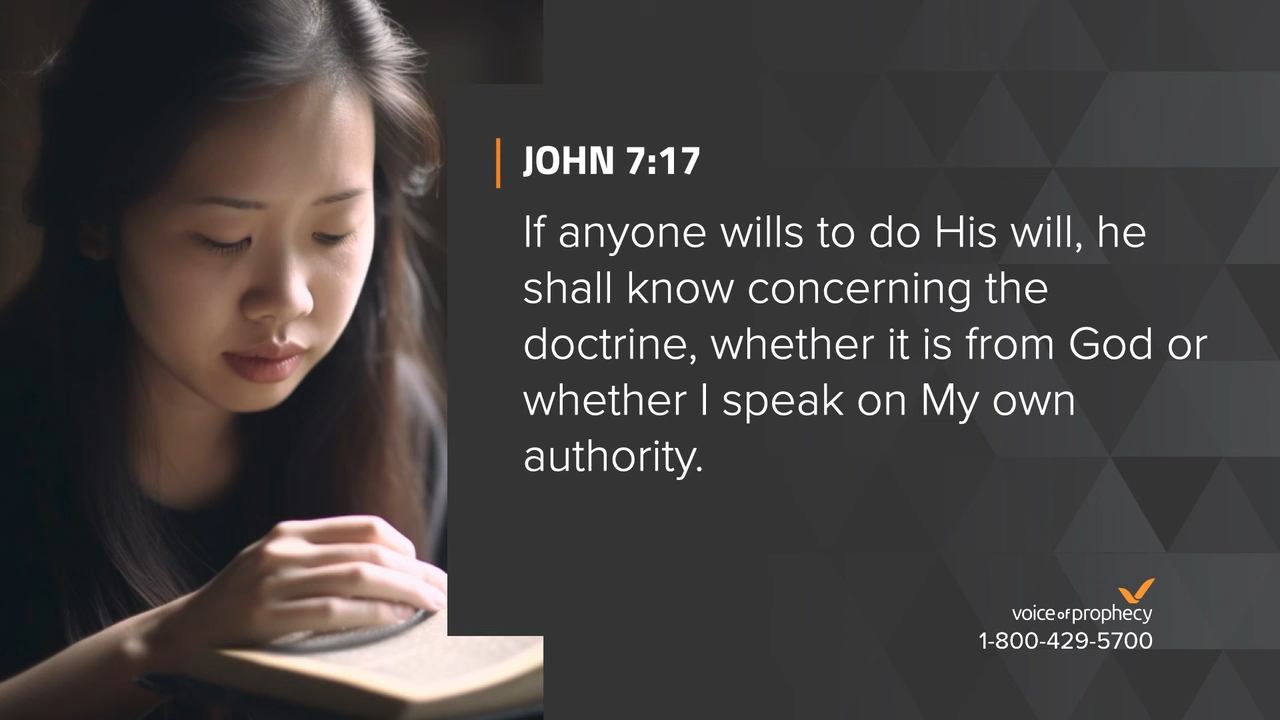 JOHN 7:17
If anyone wills to do His will, he
shall know concerning the
doctrine, whether it is from God or
whether I speak on My own
authority.
voice of prophecy
1-800-429-5700